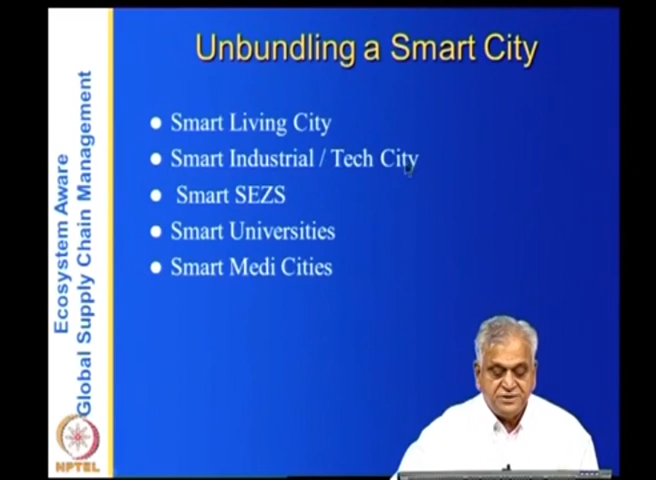 Unbundling a Smart City
Smart Living City
Smart Industrial / Tech City
Smart SEZS
Smart Universities
Smart Medi Cities
Ecosystem Aware
Global Supply Chain Management
NPTEL